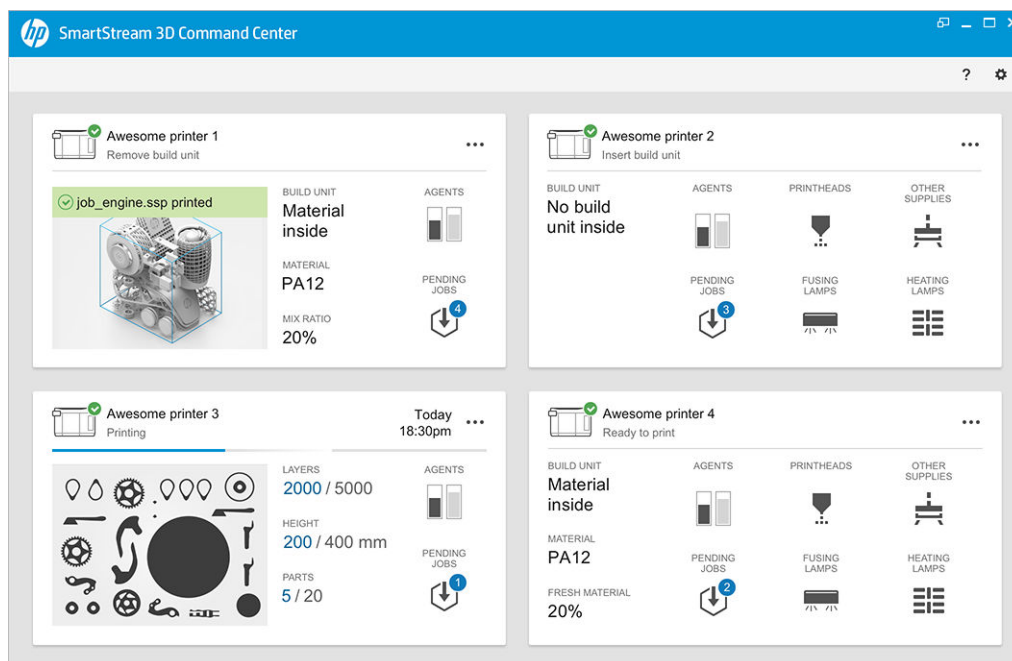 hp SmartStream 3D Command Center
?
Awesome printer 1
Remove build unit
job_engine.ssp printed
BUILD UNIT
Material
inside
MATERIAL
PA12
MIX RATIO
20%
AGENTS
PENDING
JOBS
4
Awesome printer 2
Insert build unit
BUILD UNIT
No build
unit inside
AGENTS
PRINTHEADS
OTHER
SUPPLIES
PENDING
JOBS
3
FUSING
LAMPS
HEATING
LAMPS
Awesome printer 3
Printing
Today
18:30pm
LAYERS
2000 / 5000
HEIGHT
200 / 400 mm
PARTS
5 / 20
AGENTS
PENDING
JOBS
1
Awesome printer 4
Ready to print
BUILD UNIT
Material
inside
MATERIAL
PA12
FRESH MATERIAL
20%
AGENTS
PRINTHEADS
OTHER
SUPPLIES
PENDING
JOBS
2
FUSING
LAMPS
HEATING
LAMPS